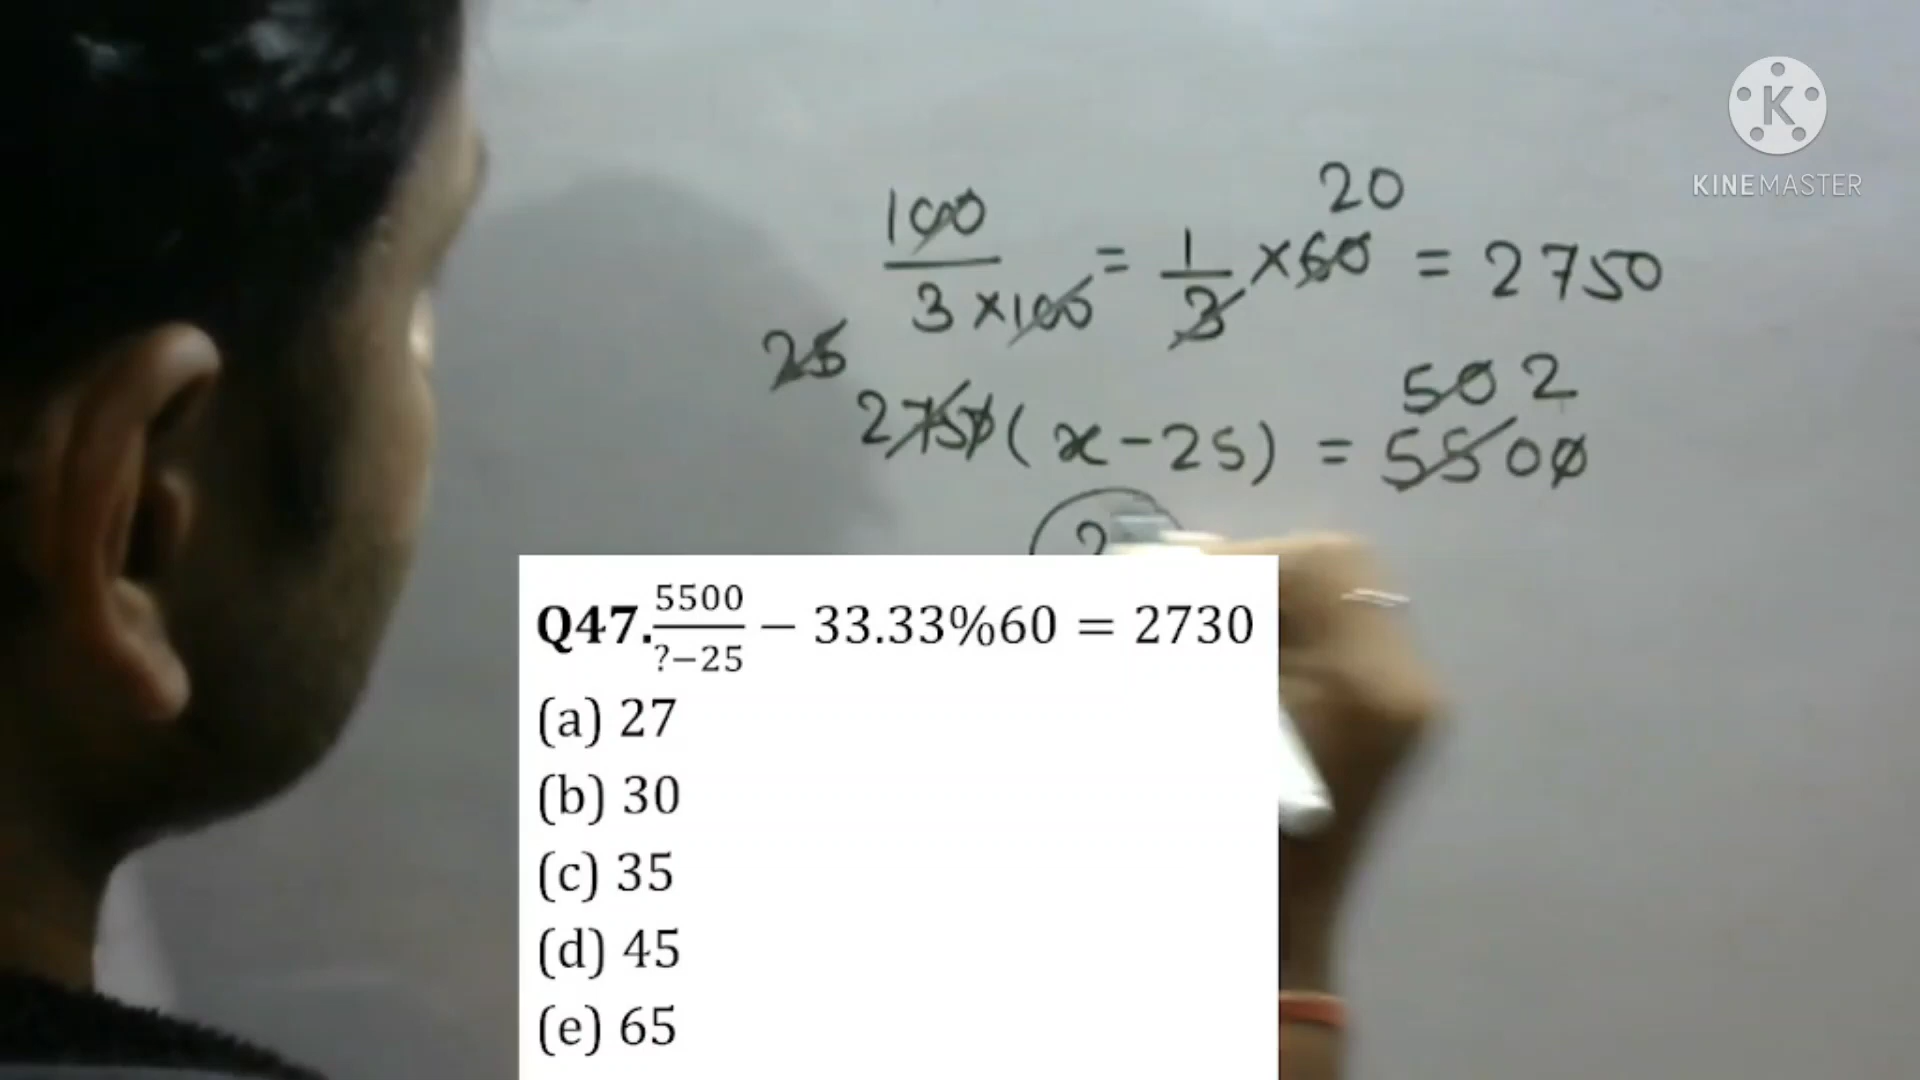 KINEMASTER
20
100/3×100 = 1/3 ×60 = 2750
25
50 2
2750(x-25) = 5500
2
Q47. 5500/?−25 − 33.33%60 = 2730
(a) 27
(b) 30
(c) 35
(d) 45
(e) 65